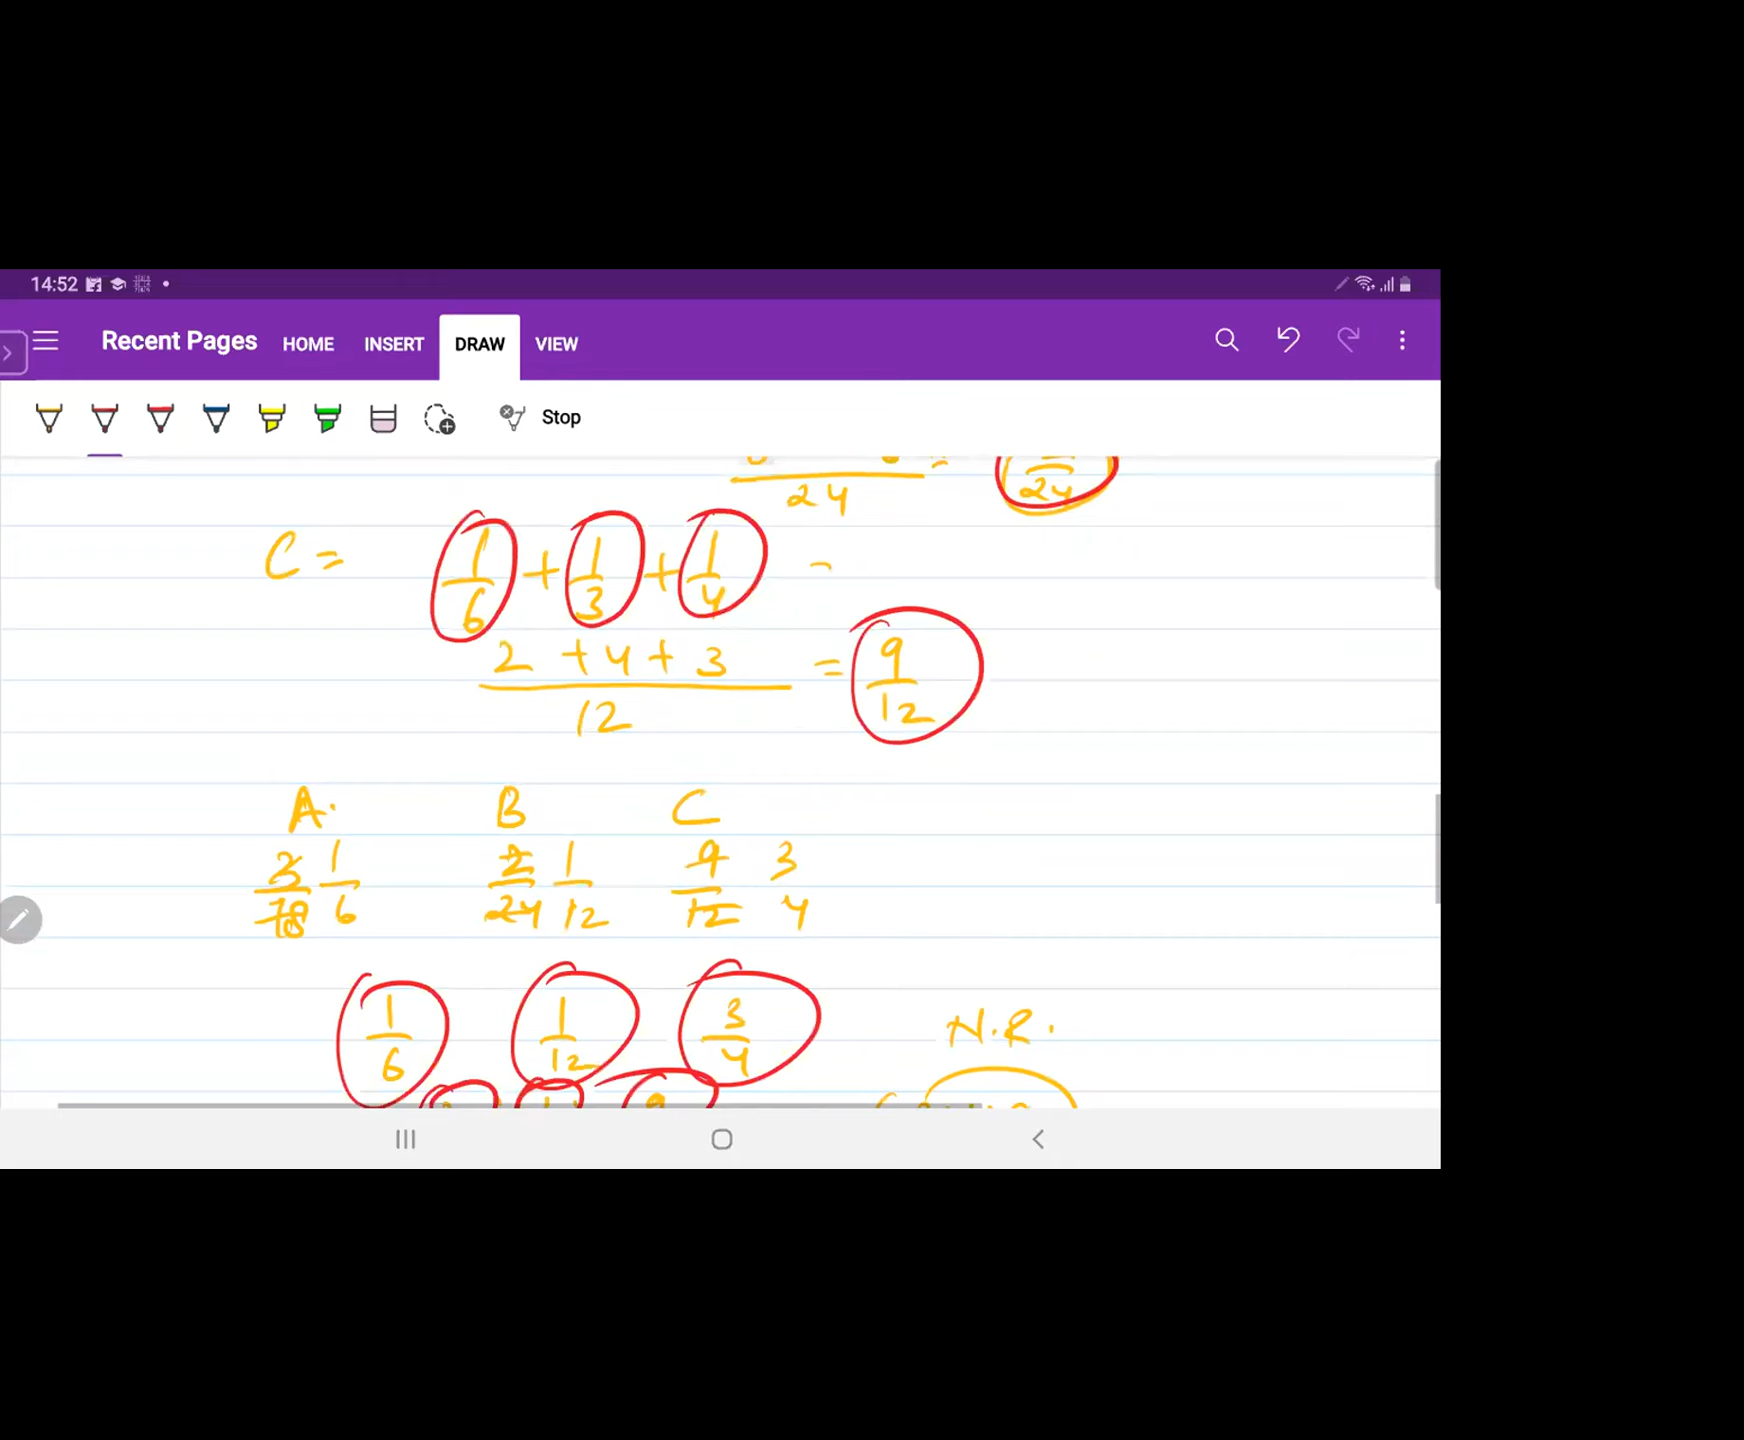 14:52
Recent Pages HOME INSERT DRAW VIEW
Stop
24 = 24
C = 1/6 + 1/3 + 1/4 =
2 + 4 + 3 / 12 = 9/12
A. B C
3/18 1/6 2/24 1/12 9/12 3/4
1/6 1/12 3/4 N.R.